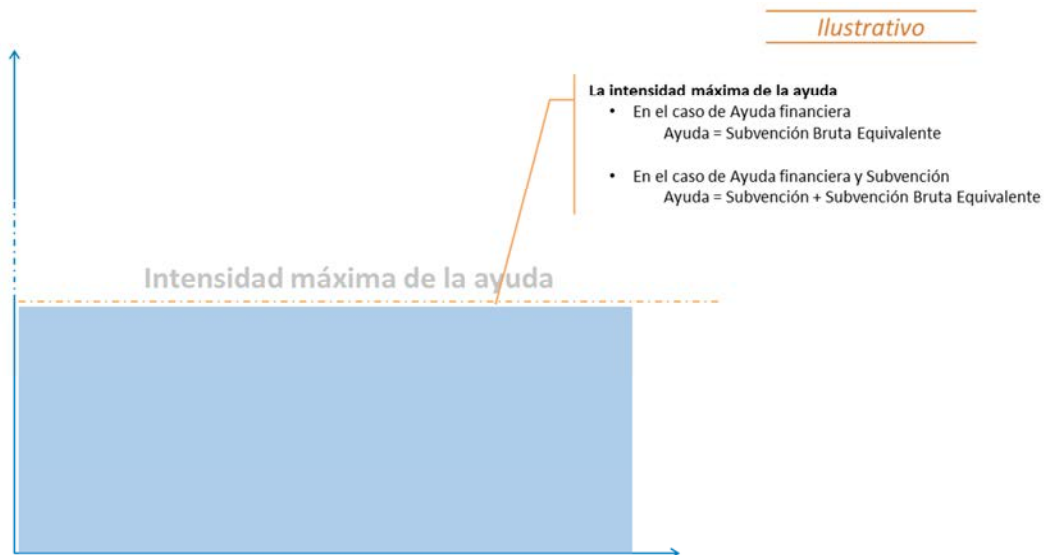 Ilustrativo
La intensidad máxima de la ayuda
• En el caso de Ayuda financiera
Ayuda = Subvención Bruta Equivalente
• En el caso de Ayuda financiera y Subvención
Ayuda = Subvención + Subvención Bruta Equivalente
Intensidad máxima de la ayuda